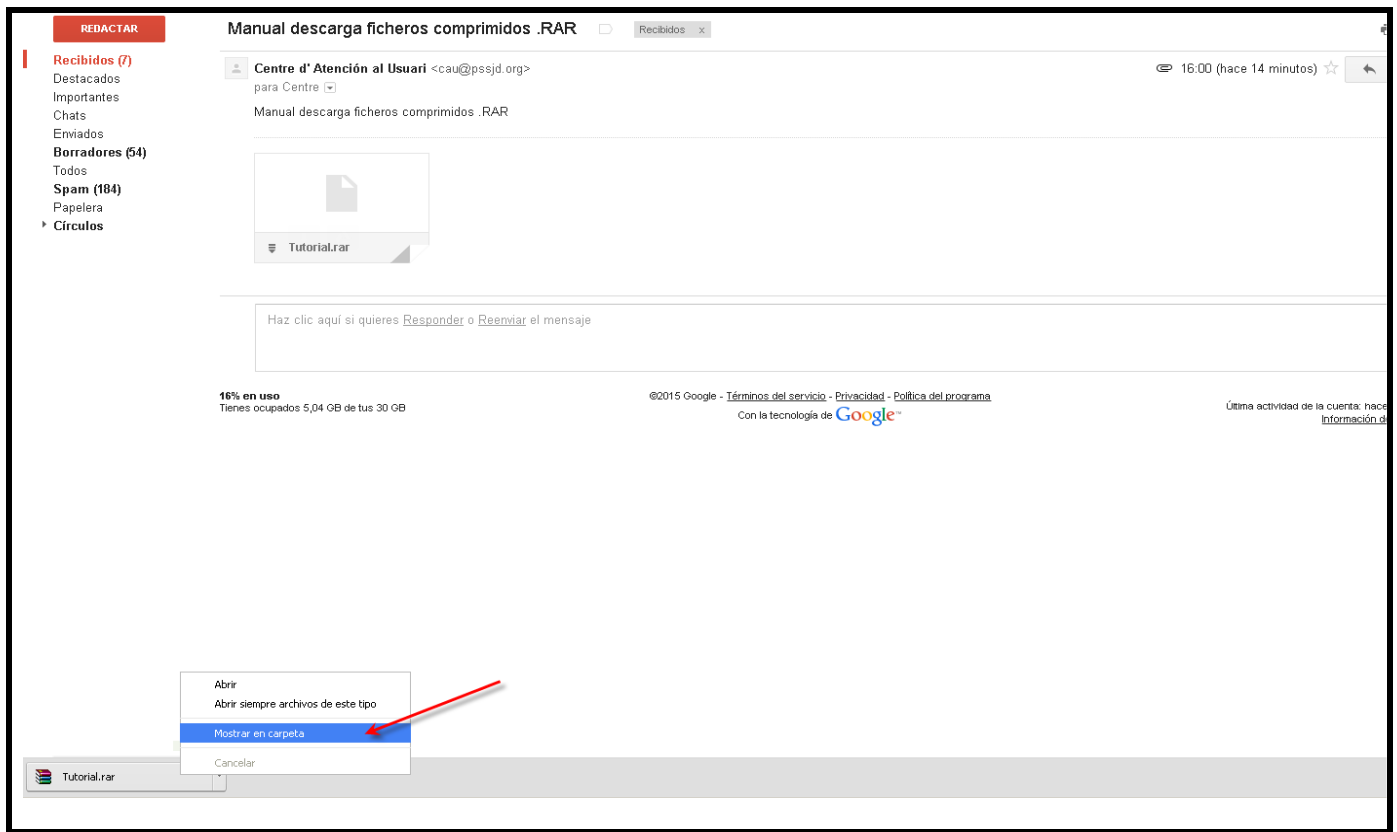 REDACTAR
Recibidos (7)
Destacados
Importantes
Chats
Enviados
Borradores (54)
Todos
Spam (184)
Papelera
Círculos
Manual descarga ficheros comprimidos .RAR
Recibidos x
Centre d' Atención al Usuari <cau@pssjd.org>
16:00 (hace 14 minutos)
para Centre
Manual descarga ficheros comprimidos .RAR
Tutorial.rar
Haz clic aquí si quieres Responder o Reenviar el mensaje
16% en uso
Tienes ocupados 5,04 GB de tus 30 GB
©2015 Google - Términos del servicio - Privacidad - Política del programa
Con la tecnología de Google™
Última actividad de la cuenta: hace
Información de
Abrir
Abrir siempre archivos de este tipo
Mostrar en carpeta
Cancelar
Tutorial.rar